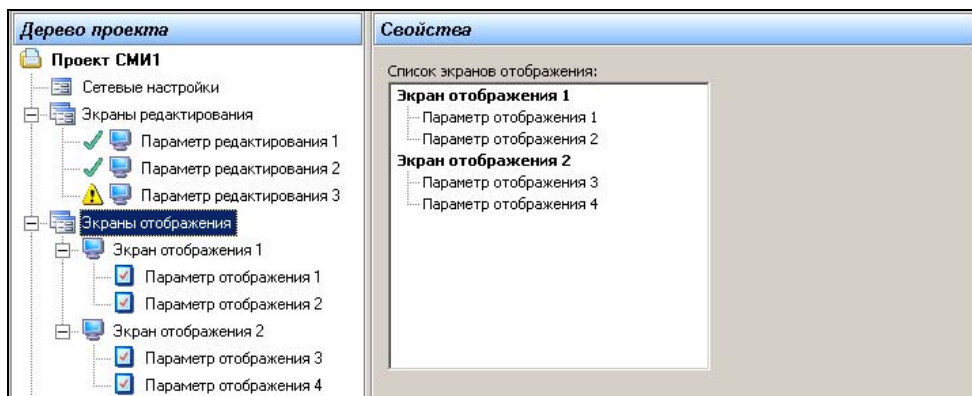 Дерево проекта
Проект СМИ1
Сетевые настройки
Экраны редактирования
Параметр редактирования 1
Параметр редактирования 2
Параметр редактирования 3
Экраны отображения
Экран отображения 1
Параметр отображения 1
Параметр отображения 2
Экран отображения 2
Параметр отображения 3
Параметр отображения 4
Свойства
Список экранов отображения:
Экран отображения 1
Параметр отображения 1
Параметр отображения 2
Экран отображения 2
Параметр отображения 3
Параметр отображения 4